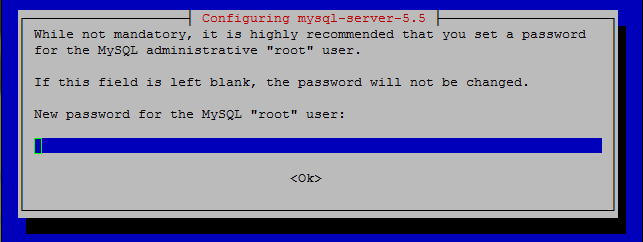 Configuring mysql-server-5.5
While not mandatory, it is highly recommended that you set a password
for the MySQL administrative "root" user.
If this field is left blank, the password will not be changed.
New password for the MySQL "root" user:
<Ok>